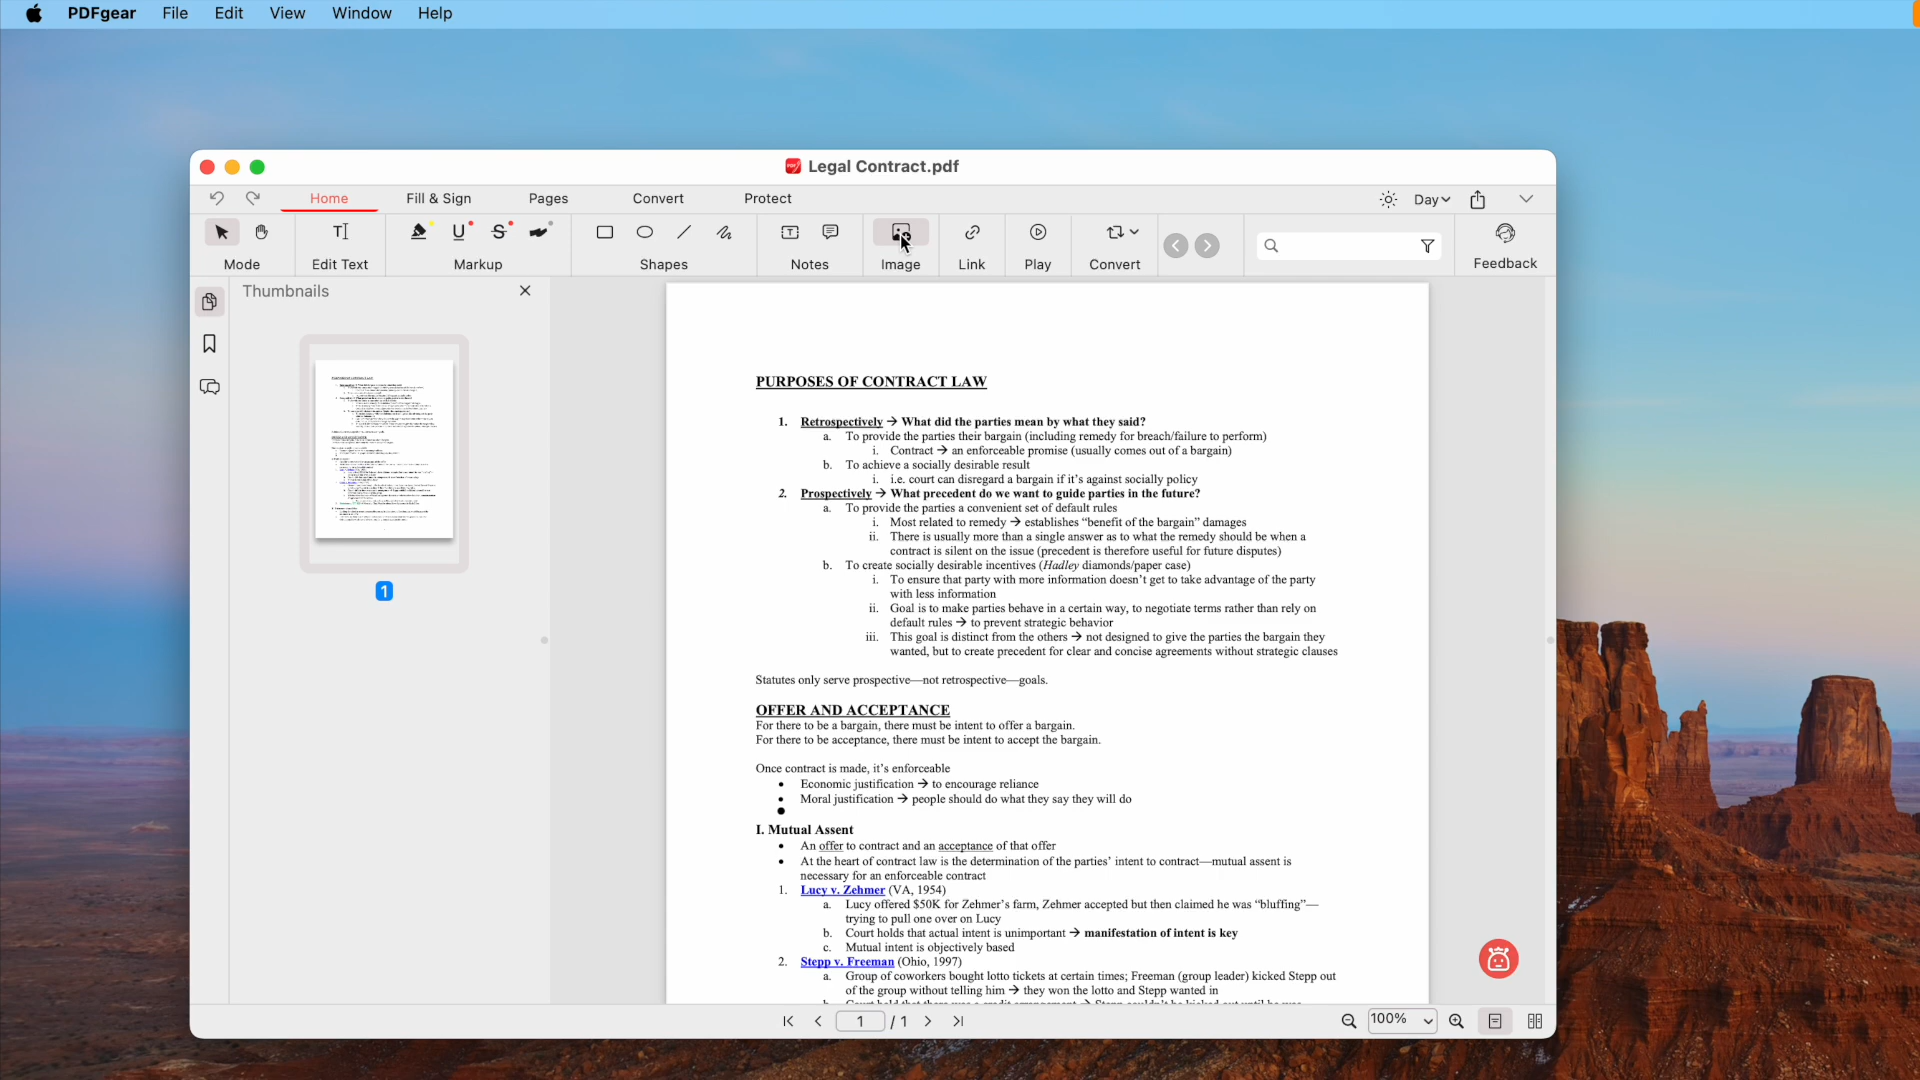 PDFgear File Edit View Window Help
Legal Contract.pdf
Home Fill & Sign Pages Convert Protect Day
Mode Edit Text Markup Shapes Notes Image Link Play Convert Feedback
Thumbnails
1
PURPOSES OF CONTRACT LAW
1. Retrospectively → What did the parties mean by what they said?
a. To provide the parties their bargain (including remedy for breach/failure to perform)
i. Contract → an enforceable promise (usually comes out of a bargain)
b. To achieve a socially desirable result
i. i.e. court can disregard a bargain if it's against socially policy
2. Prospectively → What precedent do we want to guide parties in the future?
a. To provide the parties a convenient set of default rules
i. Most related to remedy → establishes “benefit of the bargain” damages
ii. There is usually more than a single answer as to what the remedy should be when a
contract is silent on the issue (precedent is therefore useful for future disputes)
b. To create socially desirable incentives (Hadley diamonds/paper case)
i. To ensure that party with more information doesn't get to take advantage of the party
with less information
ii. Goal is to make parties behave in a certain way, to negotiate terms rather than rely on
default rules → to prevent strategic behavior
iii. This goal is distinct from the others → not designed to give the parties the bargain they
wanted, but to create precedent for clear and concise agreements without strategic clauses
Statutes only serve prospective—not retrospective—goals.
OFFER AND ACCEPTANCE
For there to be a bargain, there must be intent to offer a bargain.
For there to be acceptance, there must be intent to accept the bargain.
Once contract is made, it's enforceable
• Economic justification → to encourage reliance
• Moral justification → people should do what they say they will do
•
I. Mutual Assent
• An offer to contract and an acceptance of that offer
• At the heart of contract law is the determination of the parties' intent to contract—mutual assent is
necessary for an enforceable contract
1. Lucy v. Zehmer (VA, 1954)
a. Lucy offered $50K for Zehmer's farm, Zehmer accepted but then claimed he was “bluffing”—
trying to pull one over on Lucy
b. Court holds that actual intent is unimportant → manifestation of intent is key
c. Mutual intent is objectively based
2. Stepp v. Freeman (Ohio, 1997)
a. Group of coworkers bought lotto tickets at certain times; Freeman (group leader) kicked Stepp out
of the group without telling him → they won the lotto and Stepp wanted in
1 / 1 100%